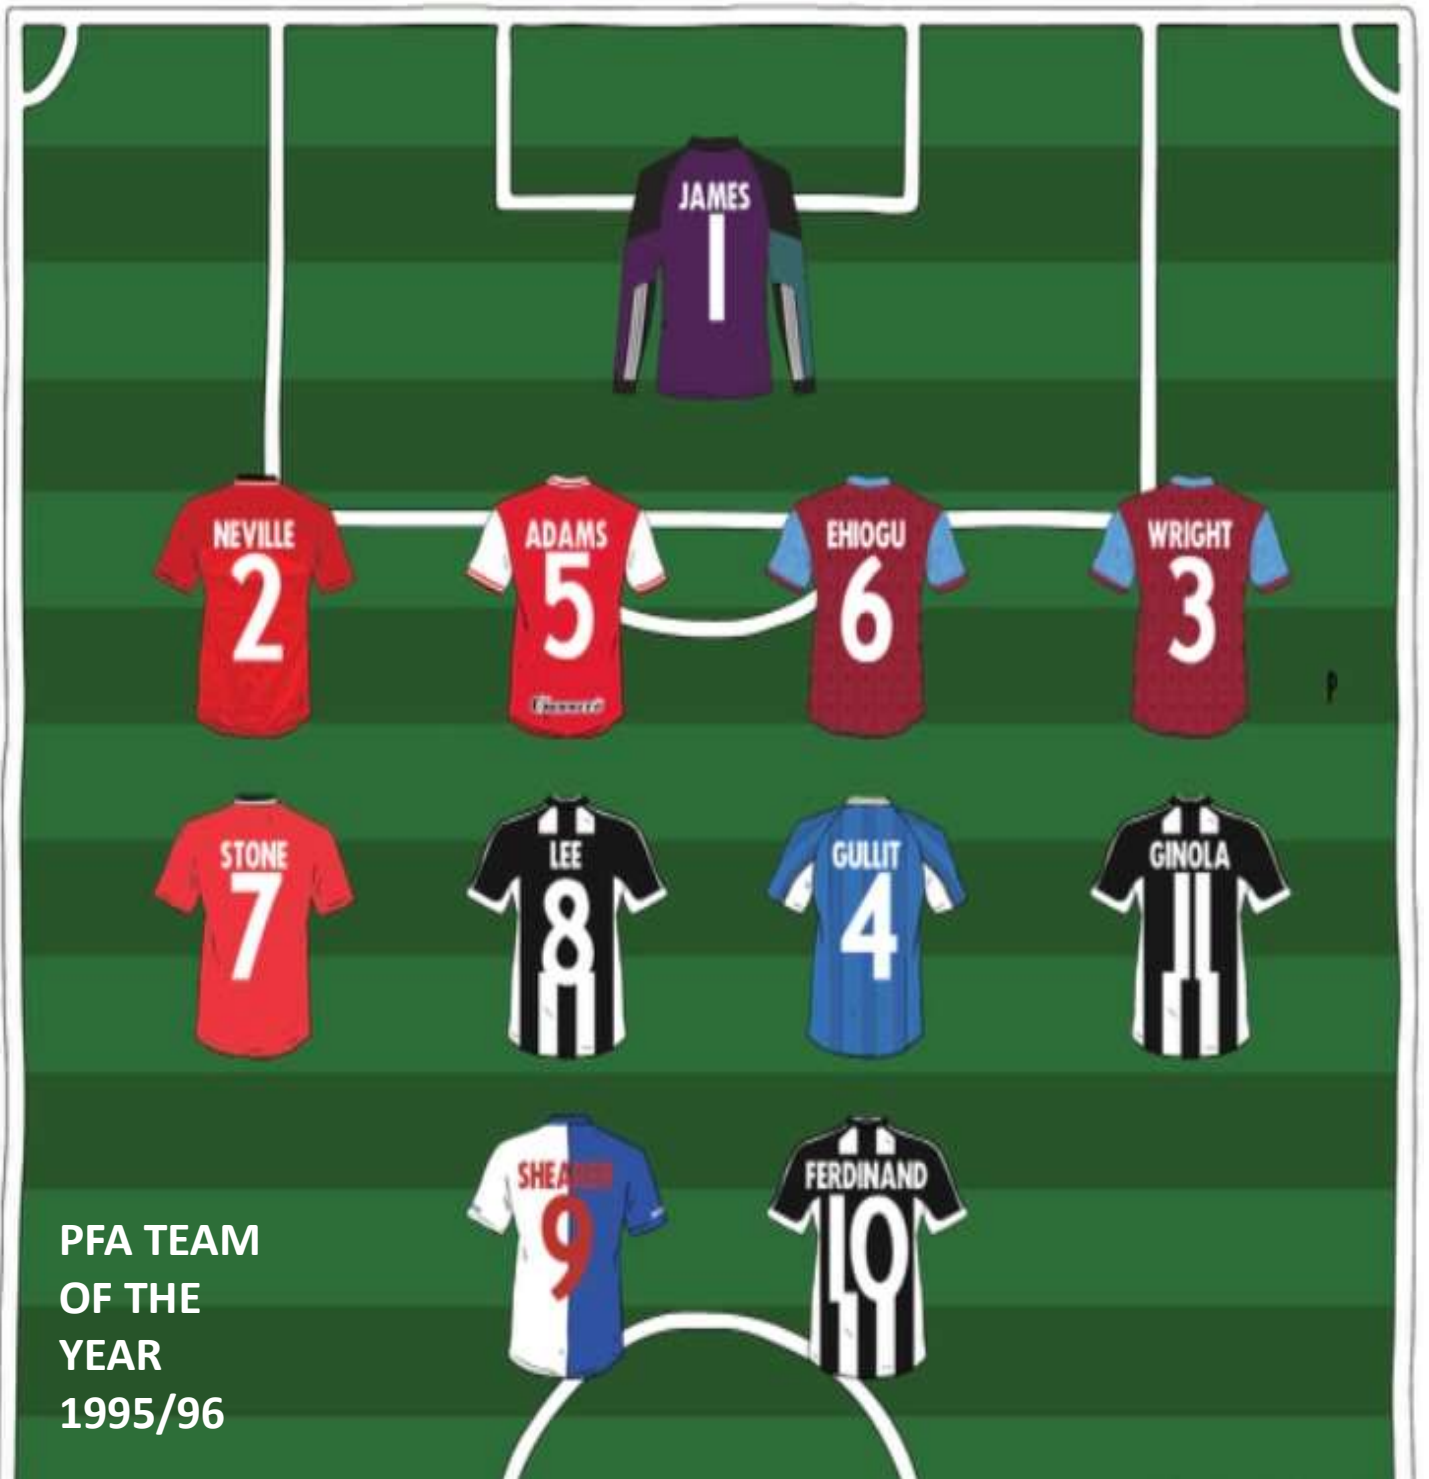 JAMES
1
NEVILLE
2
ADAMS
5
EHIOGU
6
WRIGHT
3
P
STONE
7
LEE
8
GULLIT
4
GINOLA
11
SHEARER
9
FERDINAND
10
PFA TEAM
OF THE
YEAR
1995/96